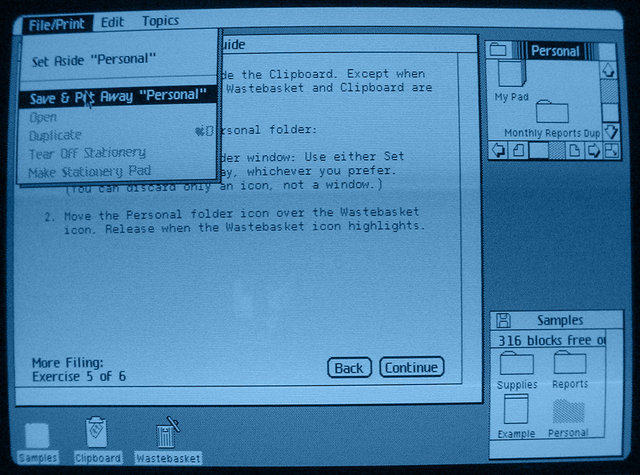 File/Print Edit Topics
Set Aside "Personal"
Save & Put Away "Personal"
Open
Duplicate D
Tear Off Stationery
Make Stationery Pad
uide
de the Clipboard. Except when
Wastebasket and Clipboard are
rsonal folder:
der window: Use either Set
ay, whichever you prefer.
(You can discard only an icon, not a window.)
2. Move the Personal folder icon over the Wastebasket
icon. Release when the Wastebasket icon highlights.
More Filing:
Exercise 5 of 6
Back Continue
Personal
My Pad
Monthly Reports Dup
Samples
316 blocks free o
Supplies Reports
Example Personal
Samples Clipboard Wastebasket